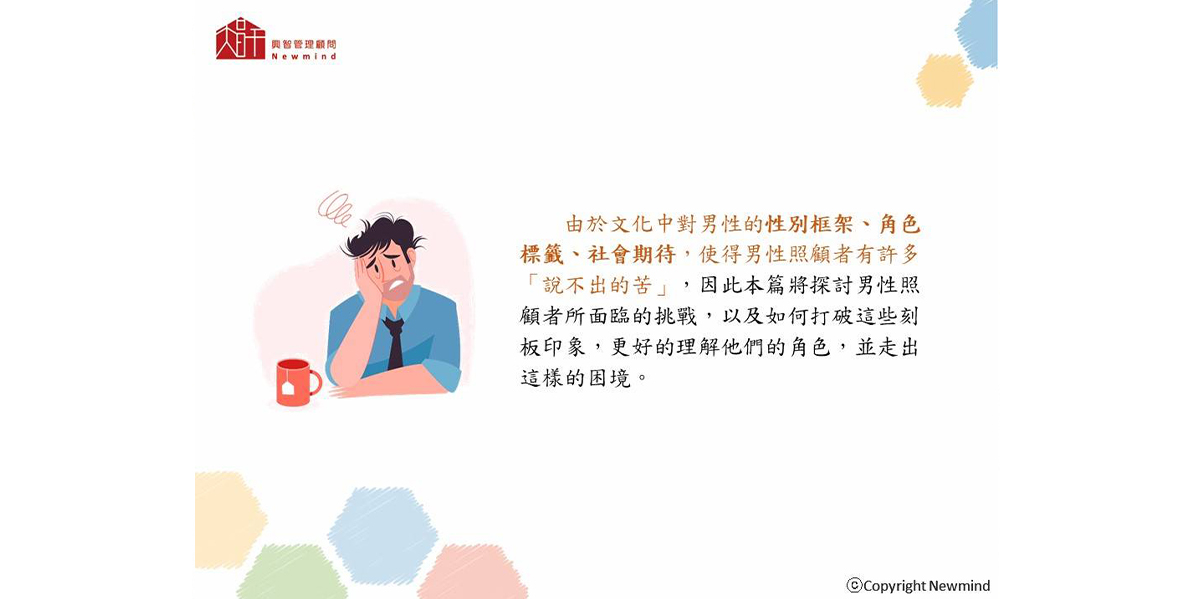 興智管理顧問
Newmind
由於文化中對男性的性別框架、角色
標籤、社會期待，使得男性照顧者有許多
「說不出的苦」，因此本篇將探討男性照
顧者所面臨的挑戰，以及如何打破這些刻
板印象，更好的理解他們的角色，並走出
這樣的困境。
ⓒCopyright Newmind